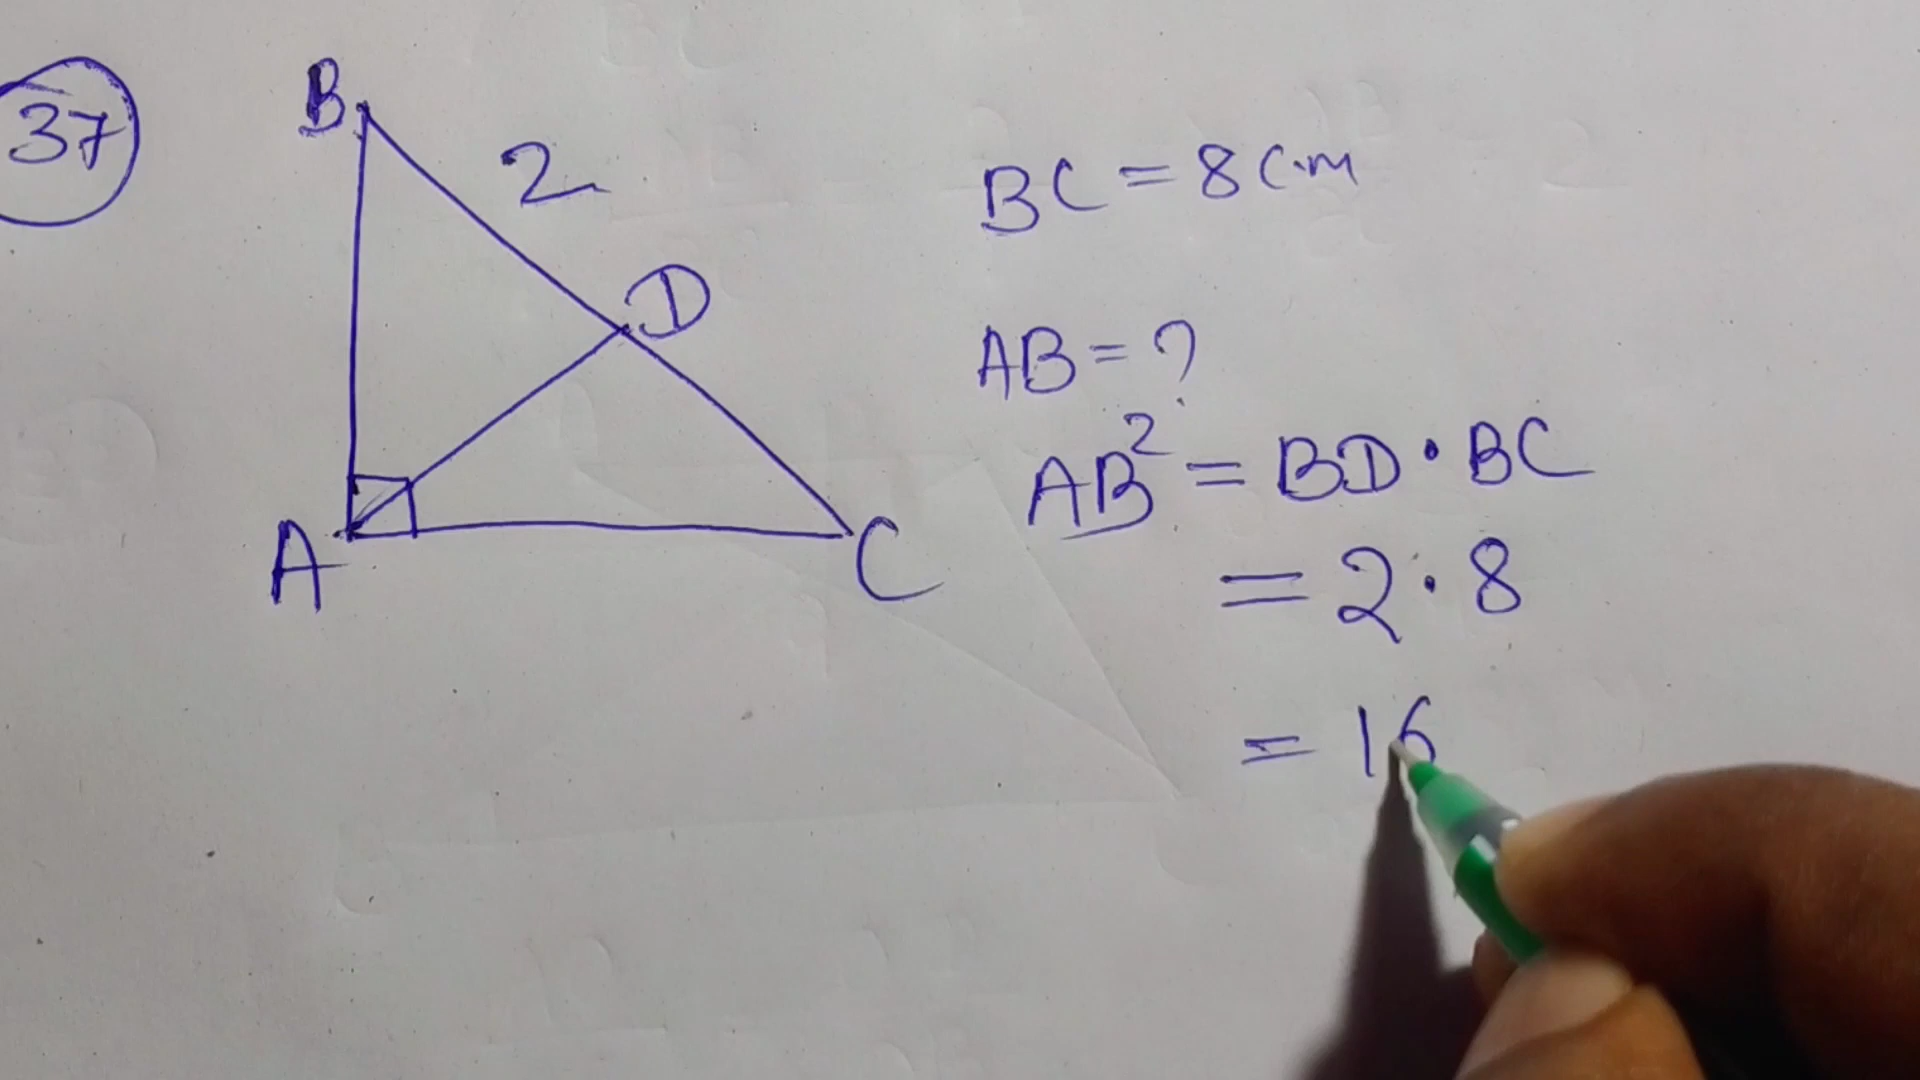 37
B
2
D
A
C
BC = 8 c.m
AB = ?
AB² = BD · BC
= 2 · 8
= 16